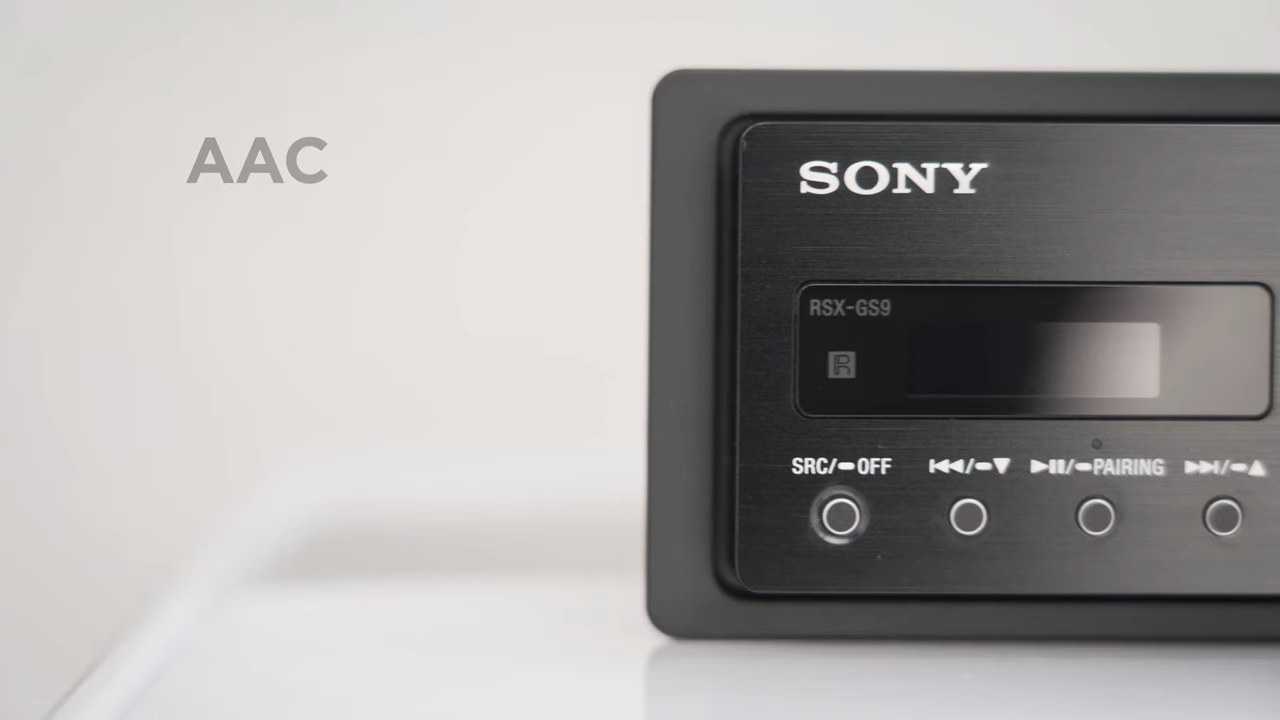 AAC
SONY
RSX-GS9
R
SRC/-OFF
⏮/-▼
⏯/-PAIRING
⏭/-▲